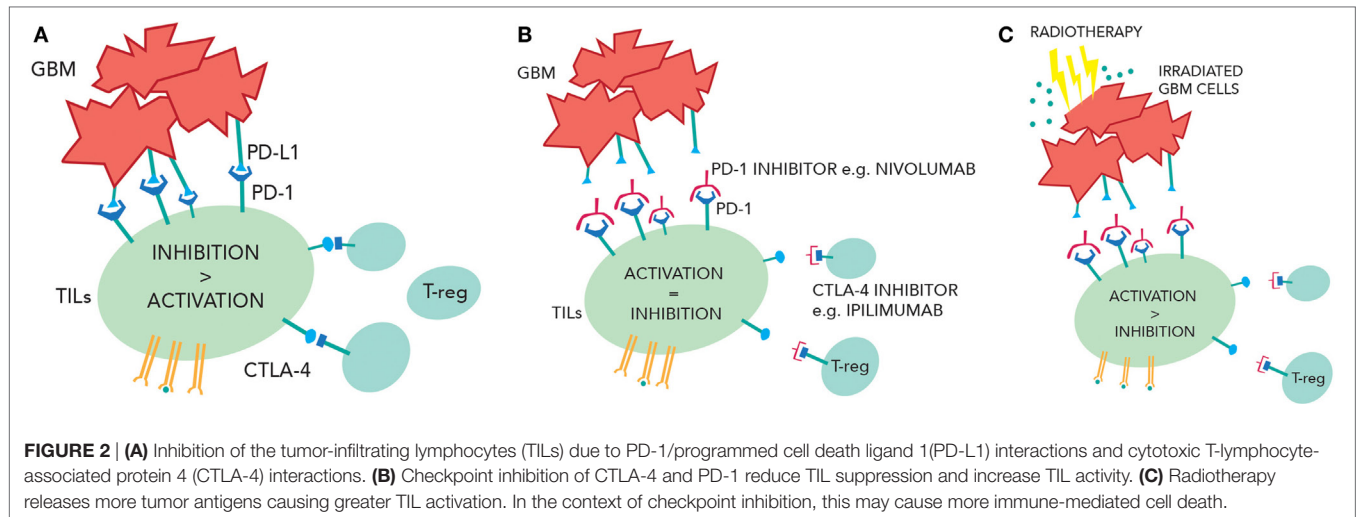 A
GBM
PD-L1
PD-1
INHIBITION
>
ACTIVATION
TILs
T-reg
CTLA-4
B
GBM
PD-1 INHIBITOR e.g. NIVOLUMAB
PD-1
ACTIVATION
=
INHIBITION
TILs
CTLA-4 INHIBITOR
e.g. IPILIMUMAB
T-reg
C
RADIOTHERAPY
IRRADIATED
GBM CELLS
ACTIVATION
>
INHIBITION
T-reg
FIGURE 2 | (A) Inhibition of the tumor-infiltrating lymphocytes (TILs) due to PD-1/programmed cell death ligand 1(PD-L1) interactions and cytotoxic T-lymphocyte-
associated protein 4 (CTLA-4) interactions. (B) Checkpoint inhibition of CTLA-4 and PD-1 reduce TIL suppression and increase TIL activity. (C) Radiotherapy
releases more tumor antigens causing greater TIL activation. In the context of checkpoint inhibition, this may cause more immune-mediated cell death.